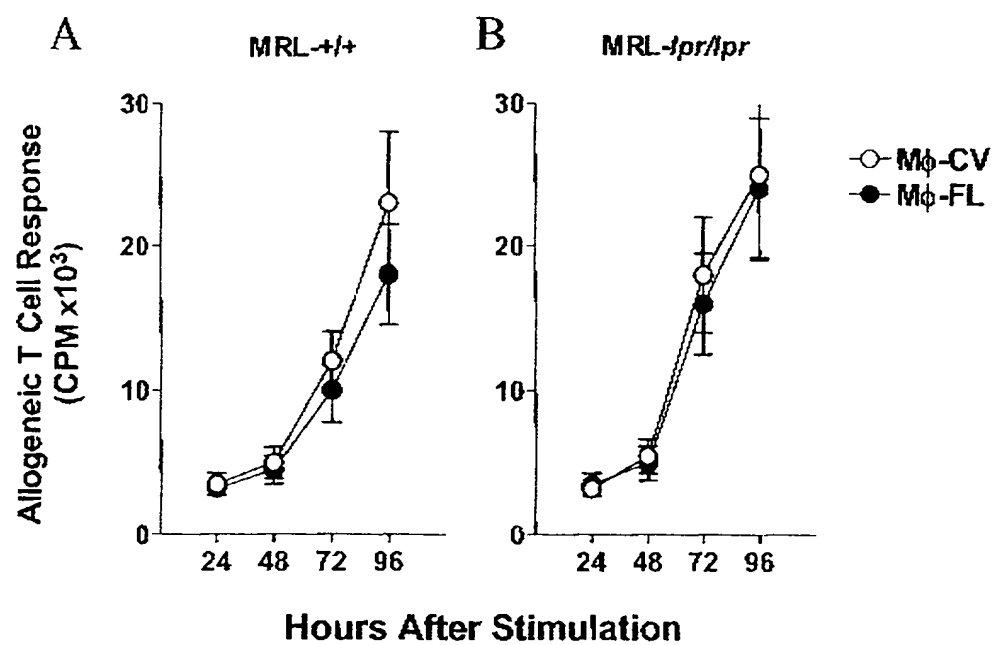 A
MRL-+/+
B
MRL-lpr/lpr
30
20
10
0
24 48 72 96
30
20
10
0
24 48 72 96
Mϕ-CV
Mϕ-FL
Allogeneic T Cell Response
(CPM x10³)
Hours After Stimulation